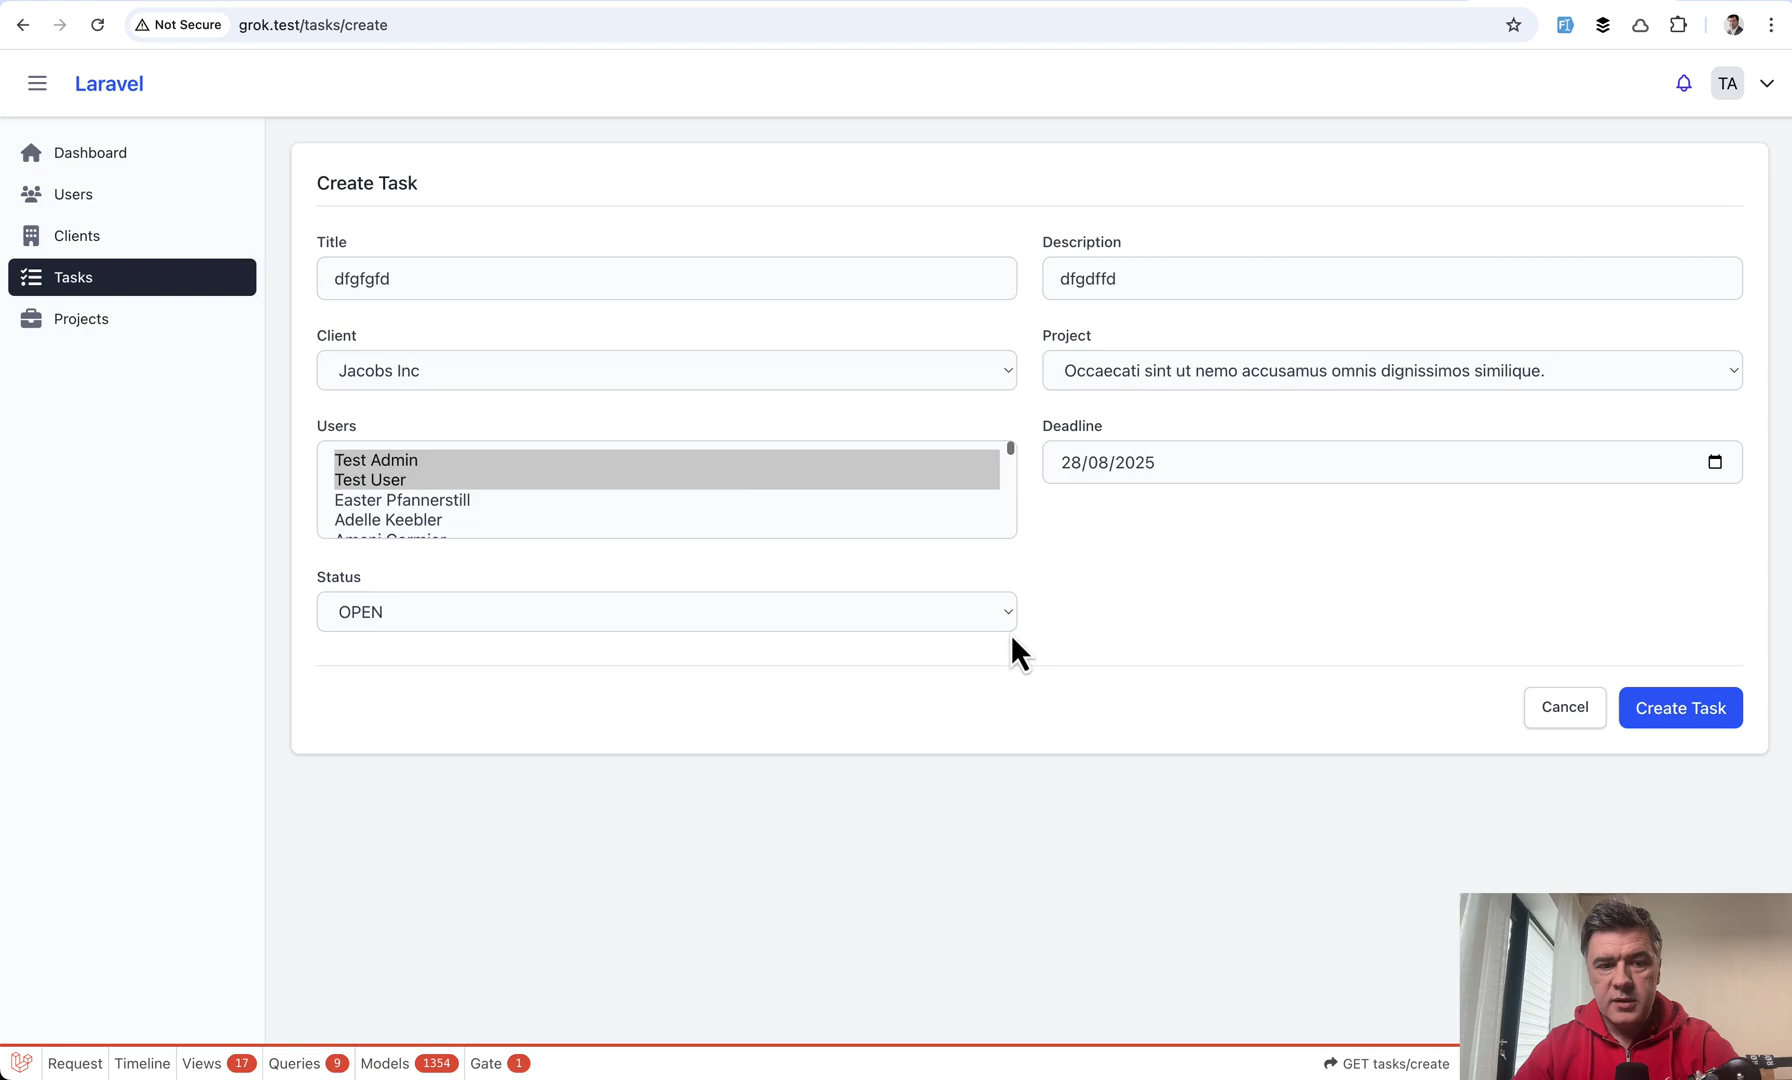 Not Secure grok.test/tasks/create
Laravel
TA
Dashboard
Users
Clients
Tasks
Projects
Create Task
Title
Description
dfgfgfd
dfgdffd
Client
Project
Jacobs Inc
Occaecati sint ut nemo accusamus omnis dignissimos similique.
Users
Deadline
Test Admin
Test User
Easter Pfannerstill
Adelle Keebler
28/08/2025
Status
OPEN
Cancel
Create Task
Request Timeline Views 17 Queries 9 Models 1354 Gate 1 GET tasks/create